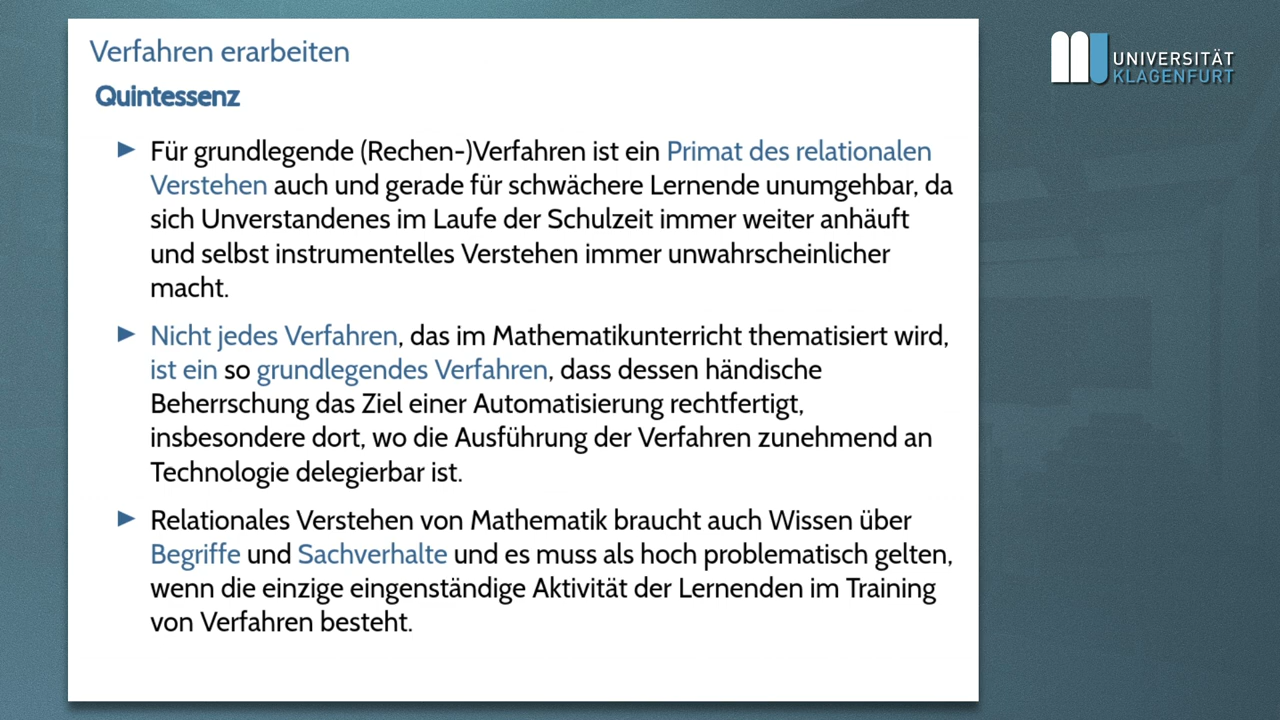 Verfahren erarbeiten
Quintessenz
Für grundlegende (Rechen-)Verfahren ist ein Primat des relationalen
Verstehen auch und gerade für schwächere Lernende unumgehbar, da
sich Unverstandenes im Laufe der Schulzeit immer weiter anhäuft
und selbst instrumentelles Verstehen immer unwahrscheinlicher
macht.
Nicht jedes Verfahren, das im Mathematikunterricht thematisiert wird,
ist ein so grundlegendes Verfahren, dass dessen händische
Beherrschung das Ziel einer Automatisierung rechtfertigt,
insbesondere dort, wo die Ausführung der Verfahren zunehmend an
Technologie delegierbar ist.
Relationales Verstehen von Mathematik braucht auch Wissen über
Begriffe und Sachverhalte und es muss als hoch problematisch gelten,
wenn die einzige eingenständige Aktivität der Lernenden im Training
von Verfahren besteht.
UNIVERSITÄT
KLAGENFURT